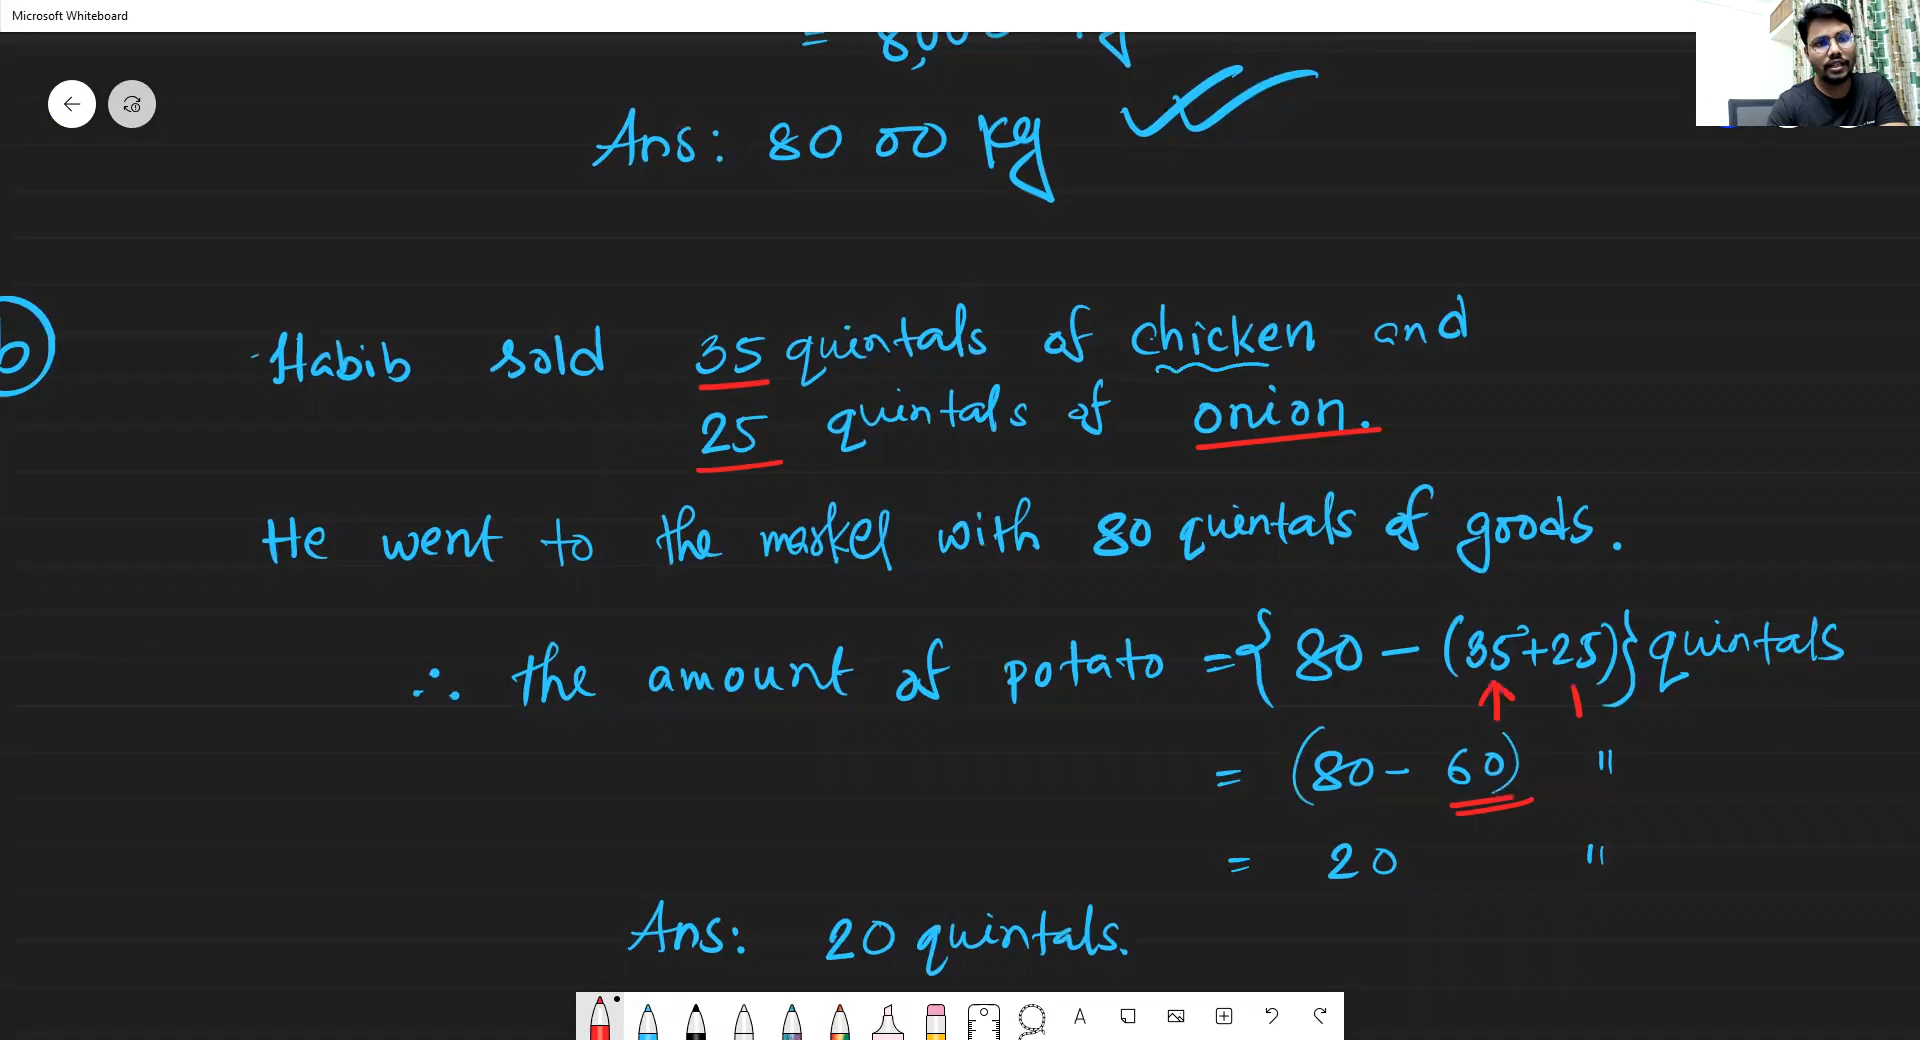 Microsoft Whiteboard
Ans: 8000 kg
b
Habib sold 35 quintals of chicken and
25 quintals of onion.
He went to the market with 80 quintals of goods.
∴ the amount of potato = {80 - (35+25)} quintals
= (80 - 60) "
= 20 "
Ans: 20 quintals.
A